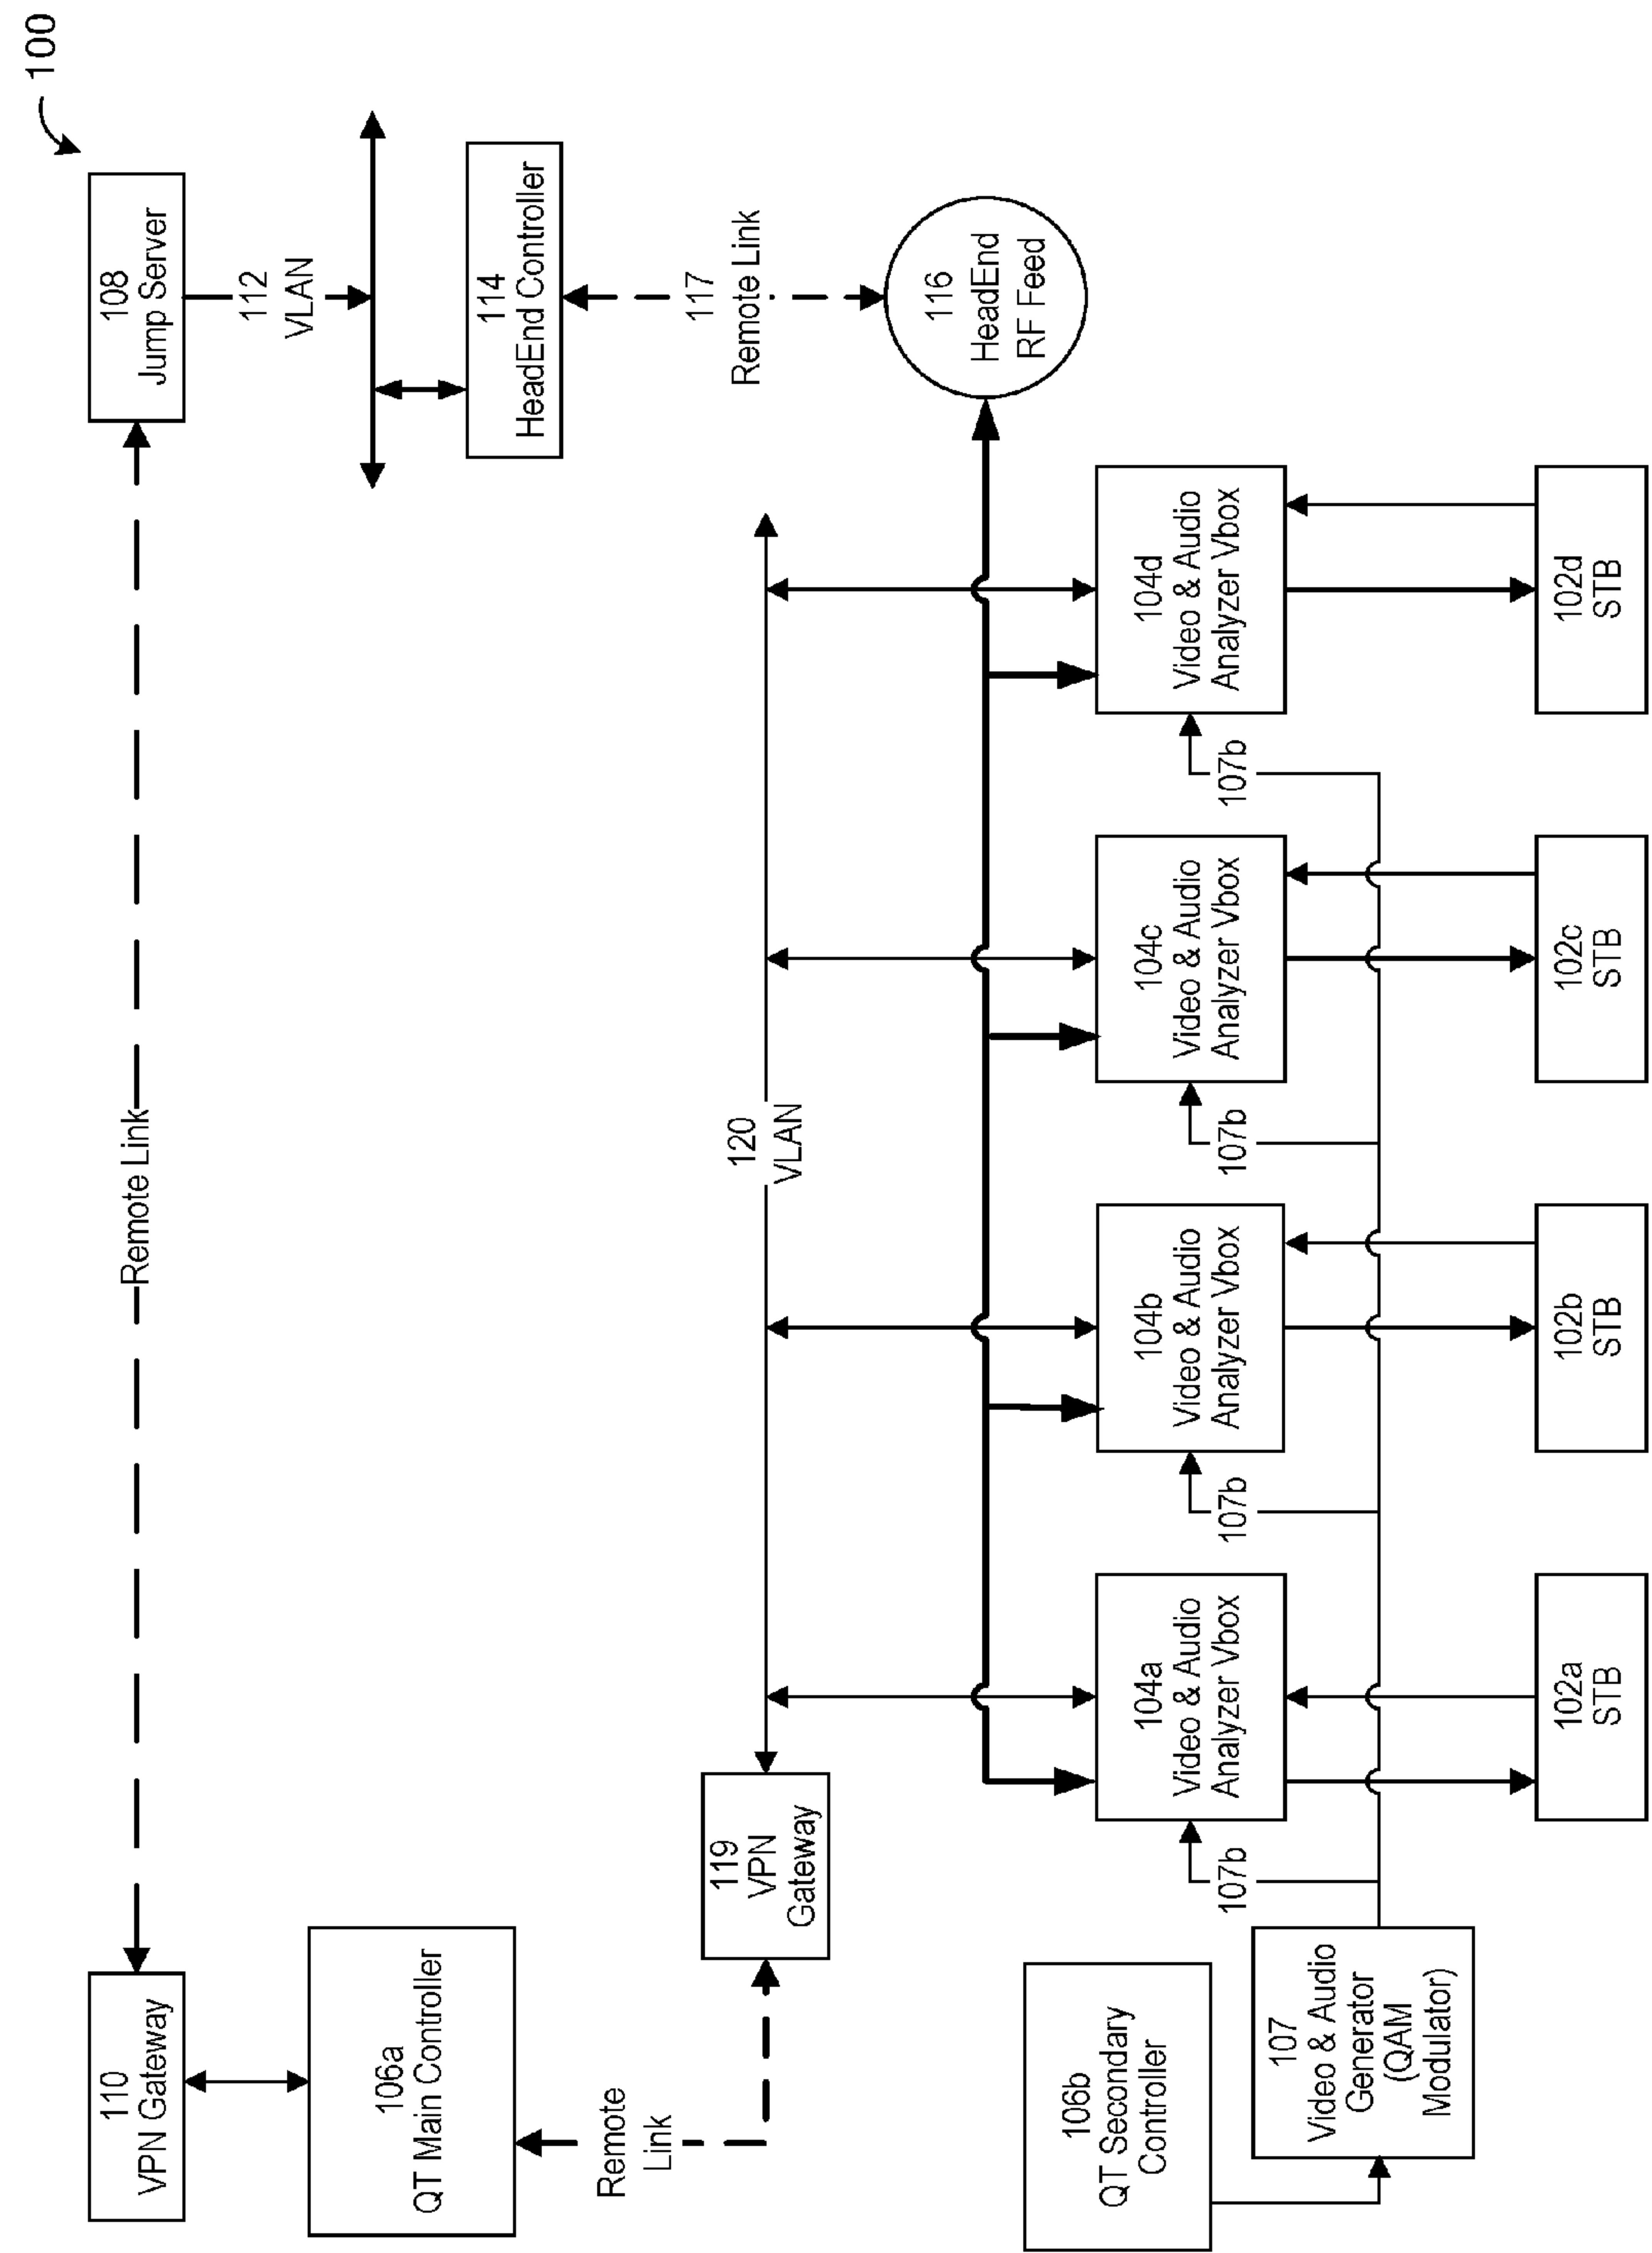 100
110
VPN Gateway
Remote Link
108
Jump Server
112
VLAN
106a
QT Main Controller
114
HeadEnd Controller
Remote
Link
117
Remote Link
119
VPN
Gateway
120
VLAN
116
HeadEnd
RF Feed
106b
QT Secondary
Controller
104a
Video & Audio
Analyzer Vbox
104b
Video & Audio
Analyzer Vbox
104c
Video & Audio
Analyzer Vbox
104d
Video & Audio
Analyzer Vbox
107b
107b
107b
107b
107
Video & Audio
Generator
(QAM
Modulator)
102a
STB
102b
STB
102c
STB
102d
STB